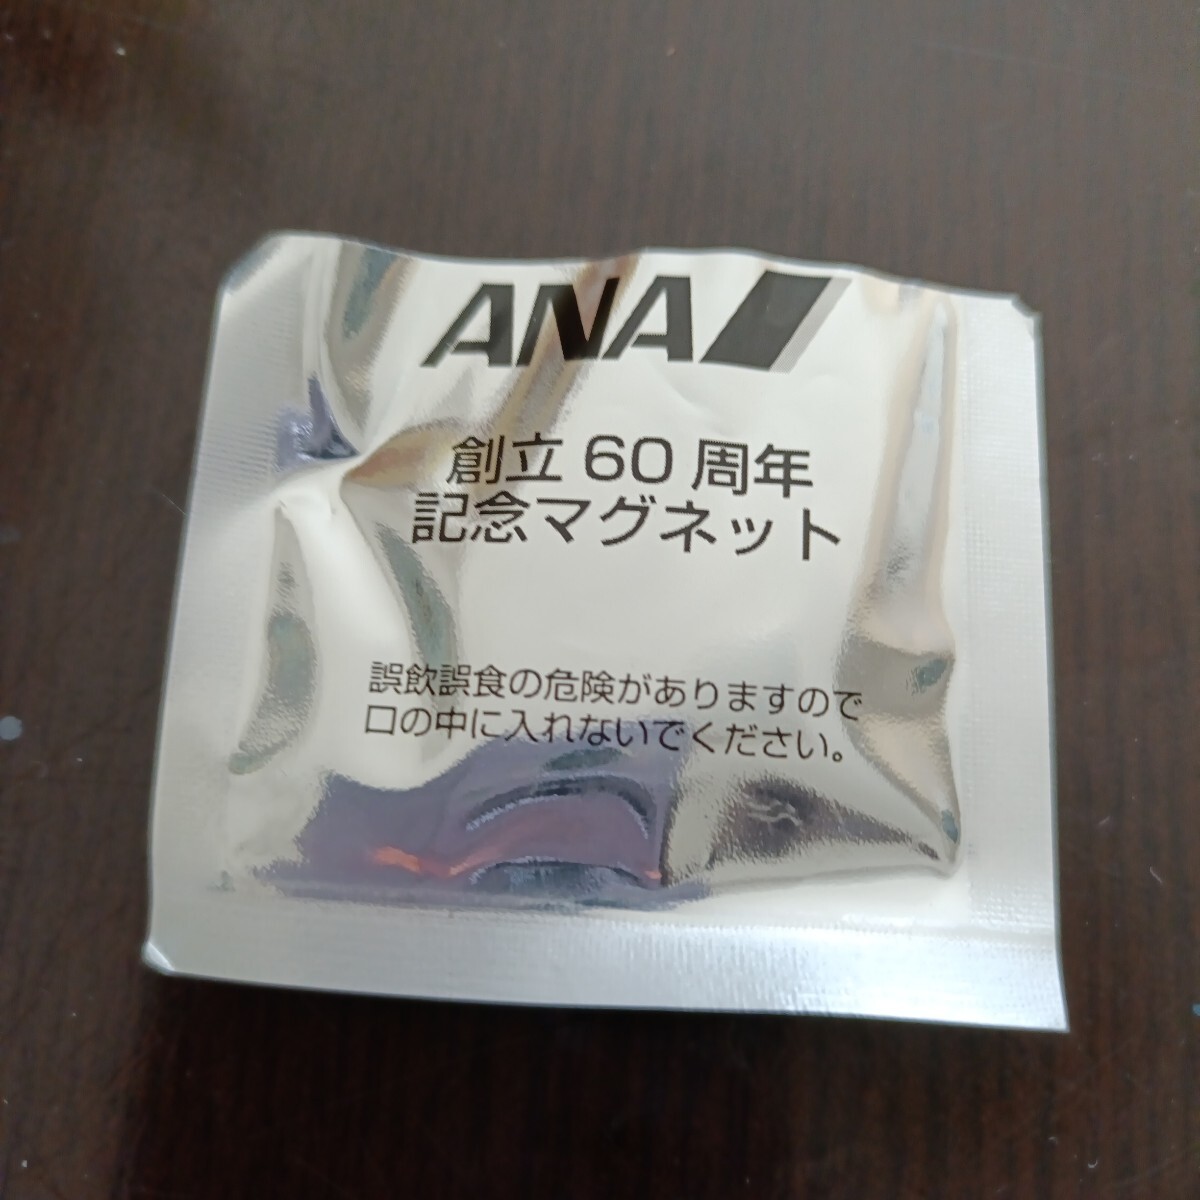 ANA
創立60周年
記念マグネット
誤飲誤食の危険がありますので
口の中に入れないでください。